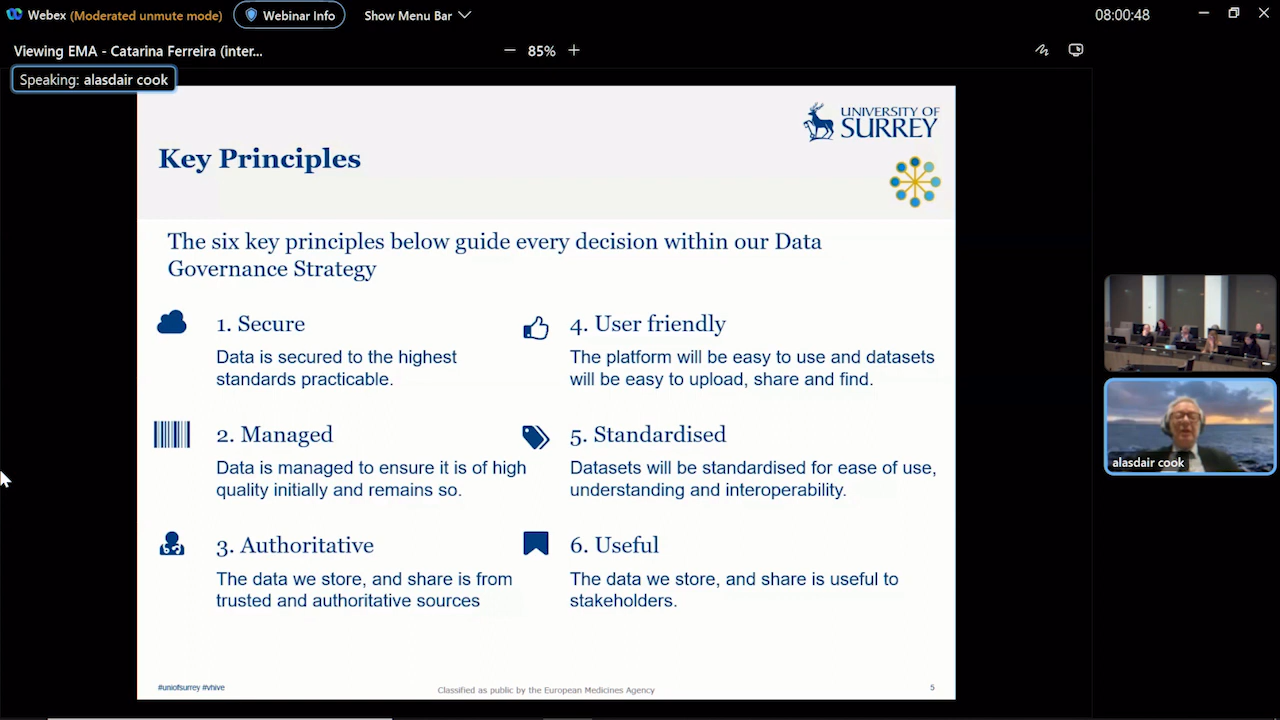 Webex (Moderated unmute mode) Webinar Info Show Menu Bar 08:00:48
Viewing EMA - Catarina Ferreira (inter... 85%
Speaking: alasdair cook
UNIVERSITY OF
SURREY
Key Principles
The six key principles below guide every decision within our Data
Governance Strategy
1. Secure
Data is secured to the highest
standards practicable.
2. Managed
Data is managed to ensure it is of high
quality initially and remains so.
3. Authoritative
The data we store, and share is from
trusted and authoritative sources
4. User friendly
The platform will be easy to use and datasets
will be easy to upload, share and find.
5. Standardised
Datasets will be standardised for ease of use,
understanding and interoperability.
6. Useful
The data we store, and share is useful to
stakeholders.
#uniofsurrey #vhive
Classified as public by the European Medicines Agency
5
alasdair cook